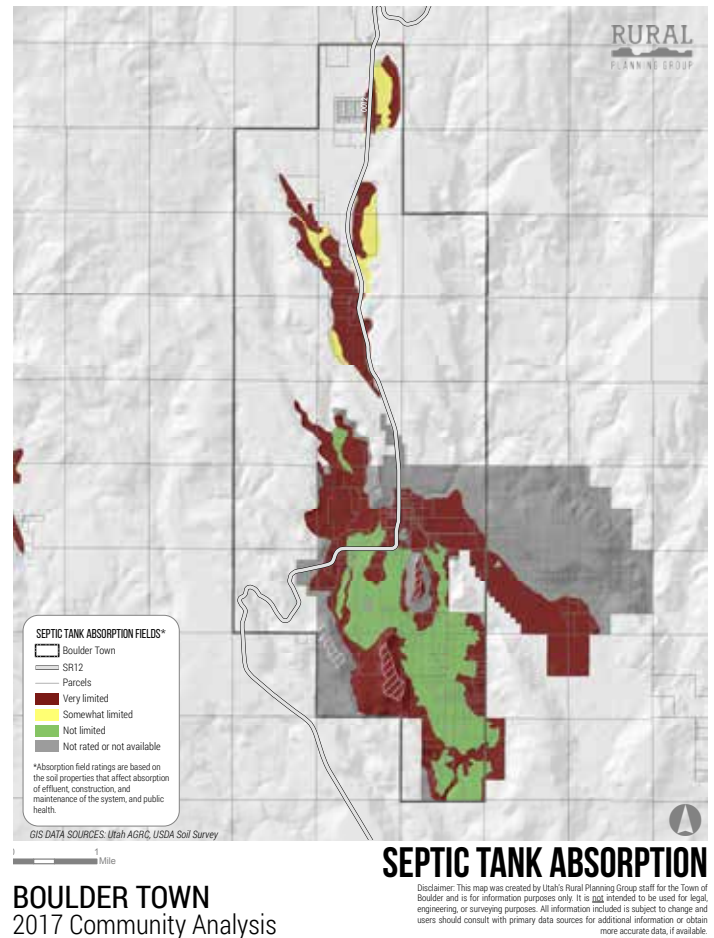 RURAL
PLANNING GROUP
SEPTIC TANK ABSORPTION FIELDS*
Boulder Town
SR12
Parcels
Very limited
Somewhat limited
Not limited
Not rated or not available
*Absorption field ratings are based on
the soil properties that affect absorption
of effluent, construction, and
maintenance of the system, and public
health.
GIS DATA SOURCES: Utah AGRC, USDA Soil Survey
0 1
Mile
SEPTIC TANK ABSORPTION
BOULDER TOWN
2017 Community Analysis
Disclaimer: This map was created by Utah's Rural Planning Group staff for the Town of
Boulder and is for information purposes only. It is not intended to be used for legal,
engineering, or surveying purposes. All information included is subject to change and
users should consult with primary data sources for additional information or obtain
more accurate data, if available.